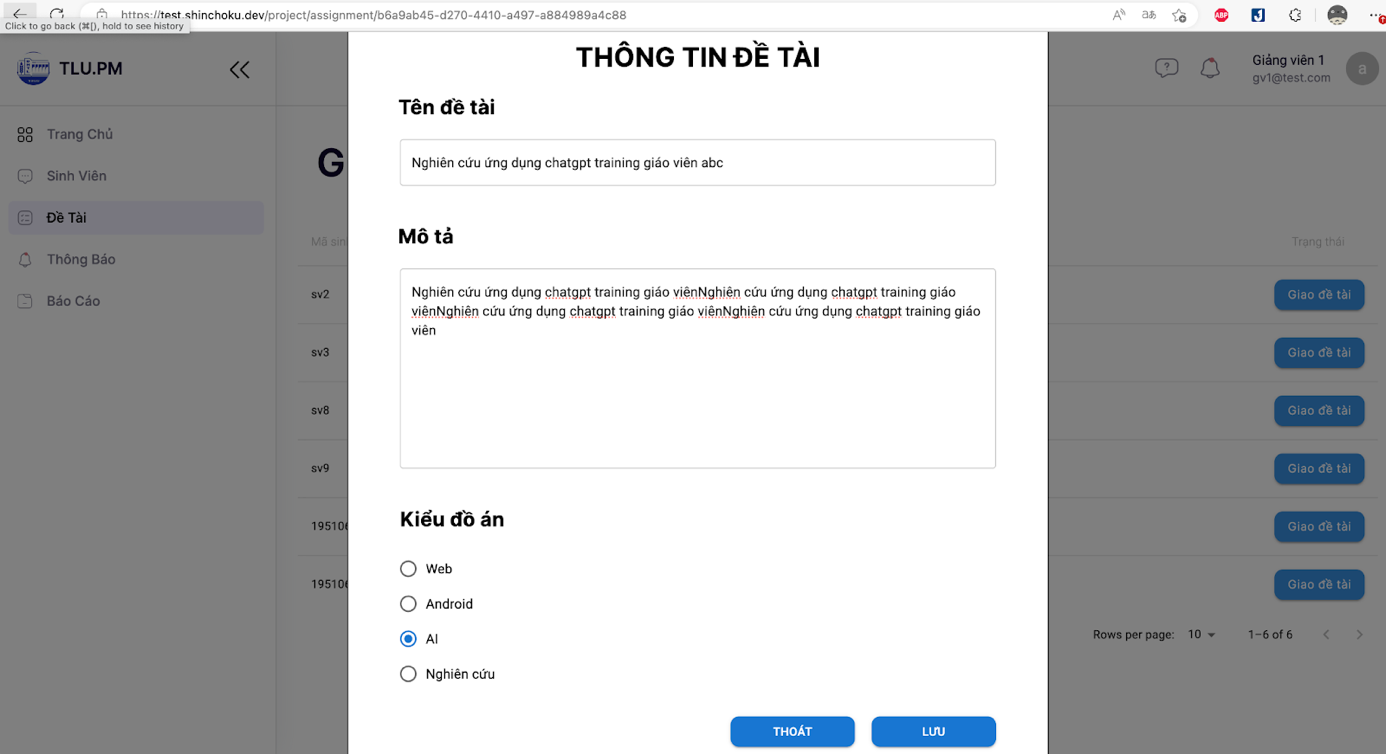 https://test.shinchoku.dev/project/assignment/b6a9ab45-d270-4410-a497-a884989a4c88
Click to go back (⌘[), hold to see history
ABP
TLU.PM
Giảng viên 1
gv1@test.com
a
Trang Chủ
Sinh Viên
Đề Tài
Thông Báo
Báo Cáo
G
Mã sin
Trạng thái
sv2
Giao đề tài
sv3
Giao đề tài
sv8
Giao đề tài
sv9
Giao đề tài
195106
Giao đề tài
195106
Giao đề tài
Rows per page: 10
1–6 of 6
THÔNG TIN ĐỀ TÀI
Tên đề tài
Nghiên cứu ứng dụng chatgpt training giáo viên abc
Mô tả
Nghiên cứu ứng dụng chatgpt training giáo viênNghiên cứu ứng dụng chatgpt training giáo
viênNghiên cứu ứng dụng chatgpt training giáo viênNghiên cứu ứng dụng chatgpt training giáo
viên
Kiểu đồ án
Web
Android
AI
Nghiên cứu
THOÁT
LƯU